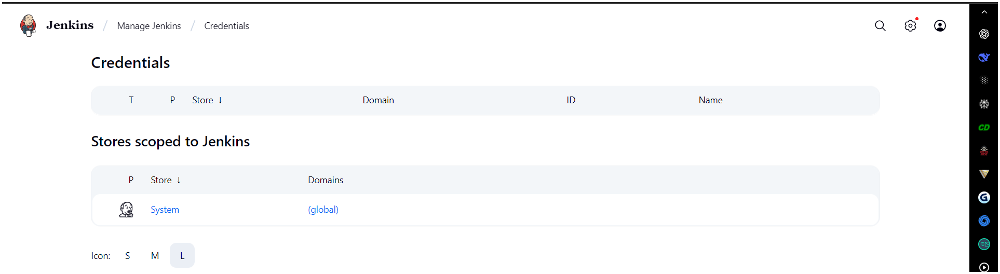 Jenkins / Manage Jenkins / Credentials
Credentials
T P Store ↓ Domain ID Name
Stores scoped to Jenkins
P Store ↓ Domains
System (global)
Icon: S M L
CD